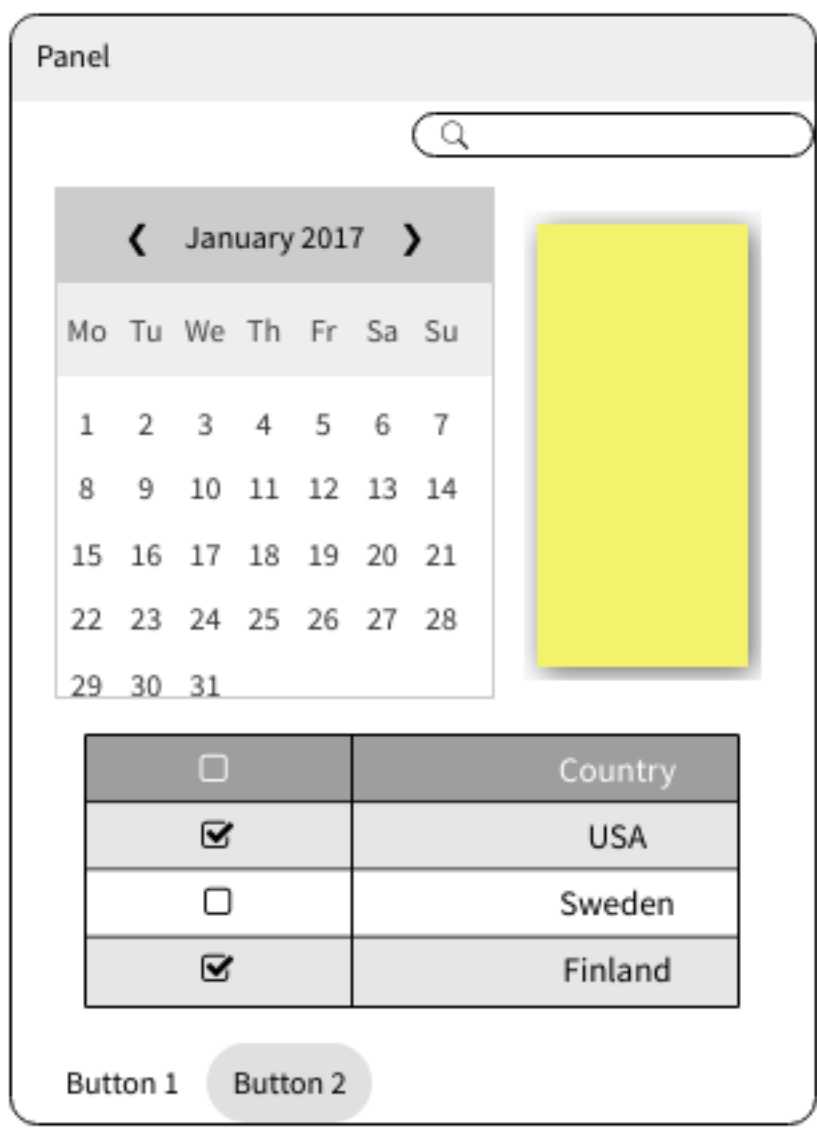 Panel
❮ January 2017 ❯
Mo Tu We Th Fr Sa Su
1 2 3 4 5 6 7
8 9 10 11 12 13 14
15 16 17 18 19 20 21
22 23 24 25 26 27 28
29 30 31
Country
USA
Sweden
Finland
Button 1 Button 2